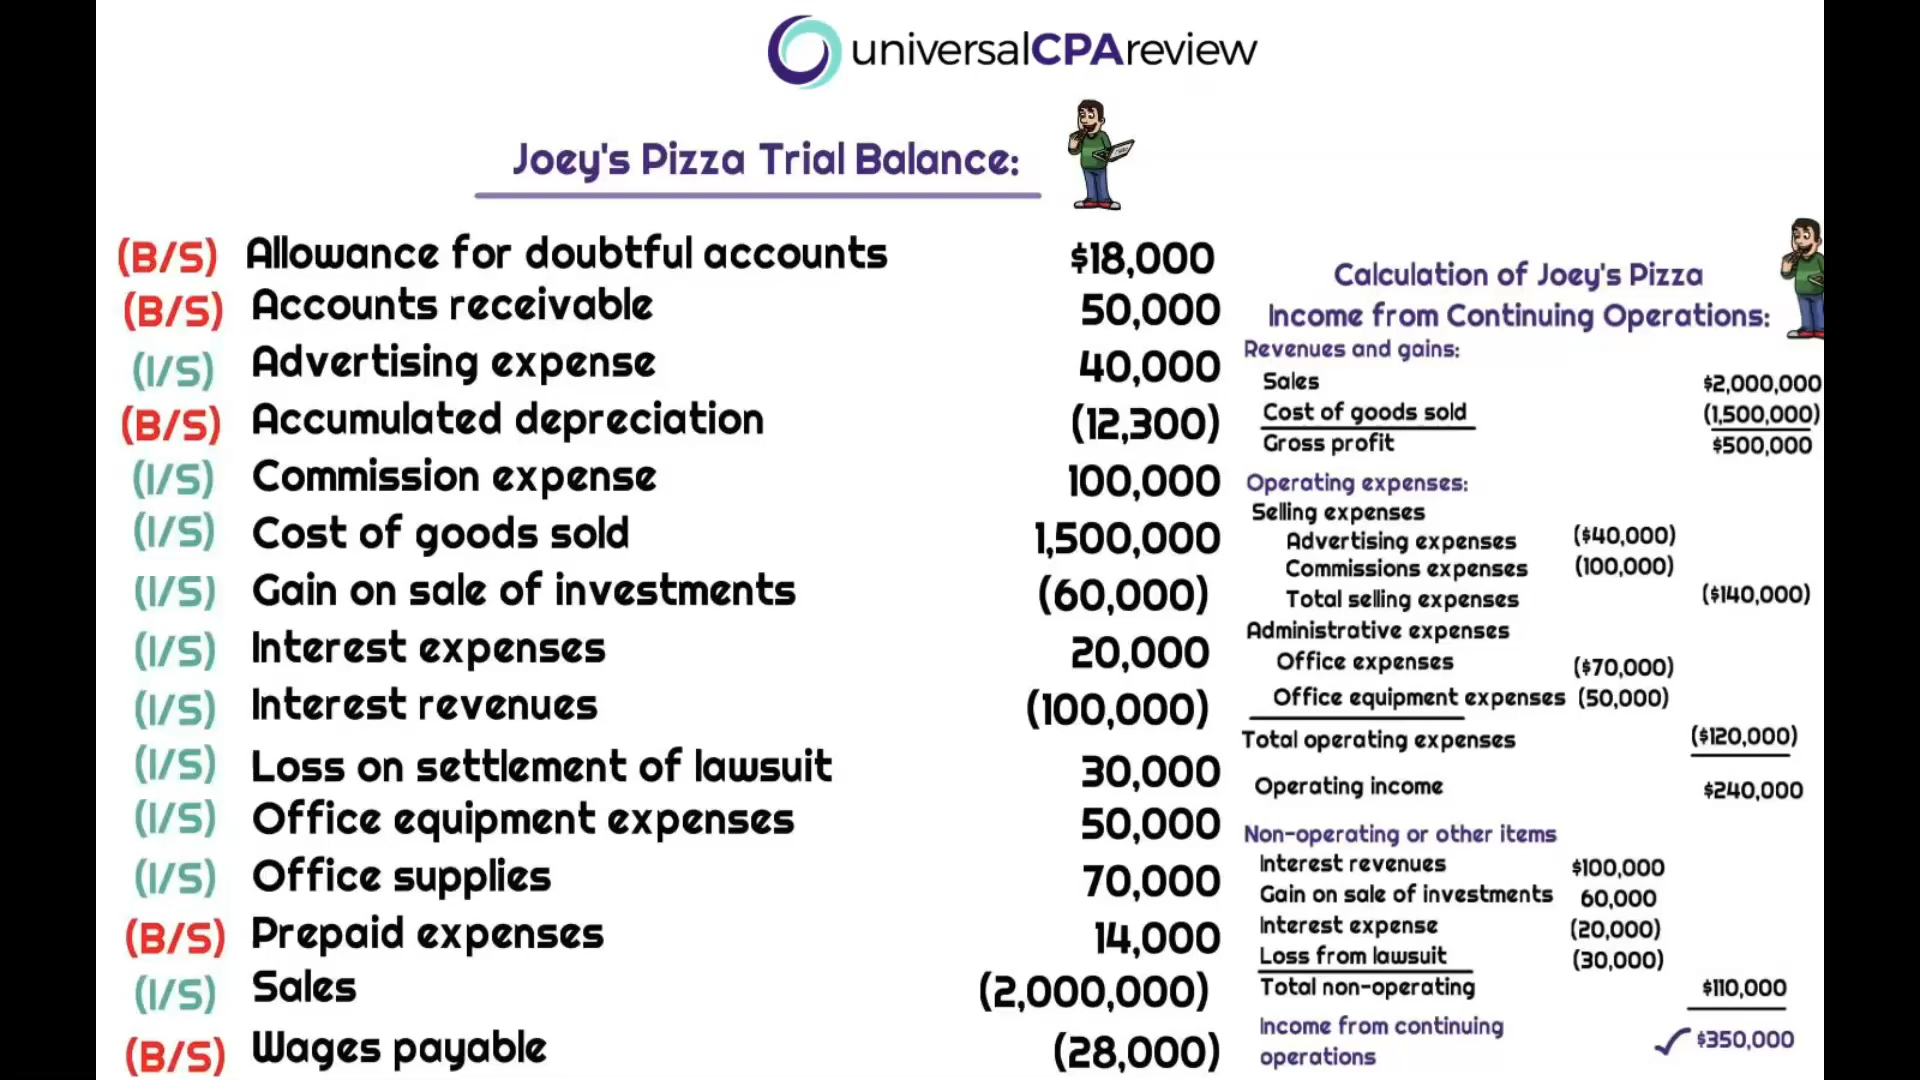 universalCPAreview
Joey's Pizza Trial Balance:
(B/S) Allowance for doubtful accounts $18,000
(B/S) Accounts receivable 50,000
(I/S) Advertising expense 40,000
(B/S) Accumulated depreciation (12,300)
(I/S) Commission expense 100,000
(I/S) Cost of goods sold 1,500,000
(I/S) Gain on sale of investments (60,000)
(I/S) Interest expenses 20,000
(I/S) Interest revenues (100,000)
(I/S) Loss on settlement of lawsuit 30,000
(I/S) Office equipment expenses 50,000
(I/S) Office supplies 70,000
(B/S) Prepaid expenses 14,000
(I/S) Sales (2,000,000)
(B/S) Wages payable (28,000)
Calculation of Joey's Pizza
Income from Continuing Operations:
Revenues and gains:
Sales $2,000,000
Cost of goods sold (1,500,000)
Gross profit $500,000
Operating expenses:
Selling expenses
Advertising expenses ($40,000)
Commissions expenses (100,000)
Total selling expenses ($140,000)
Administrative expenses
Office expenses ($70,000)
Office equipment expenses (50,000)
Total operating expenses ($120,000)
Operating income $240,000
Non-operating or other items
Interest revenues $100,000
Gain on sale of investments 60,000
Interest expense (20,000)
Loss from lawsuit (30,000)
Total non-operating $110,000
Income from continuing
operations $350,000